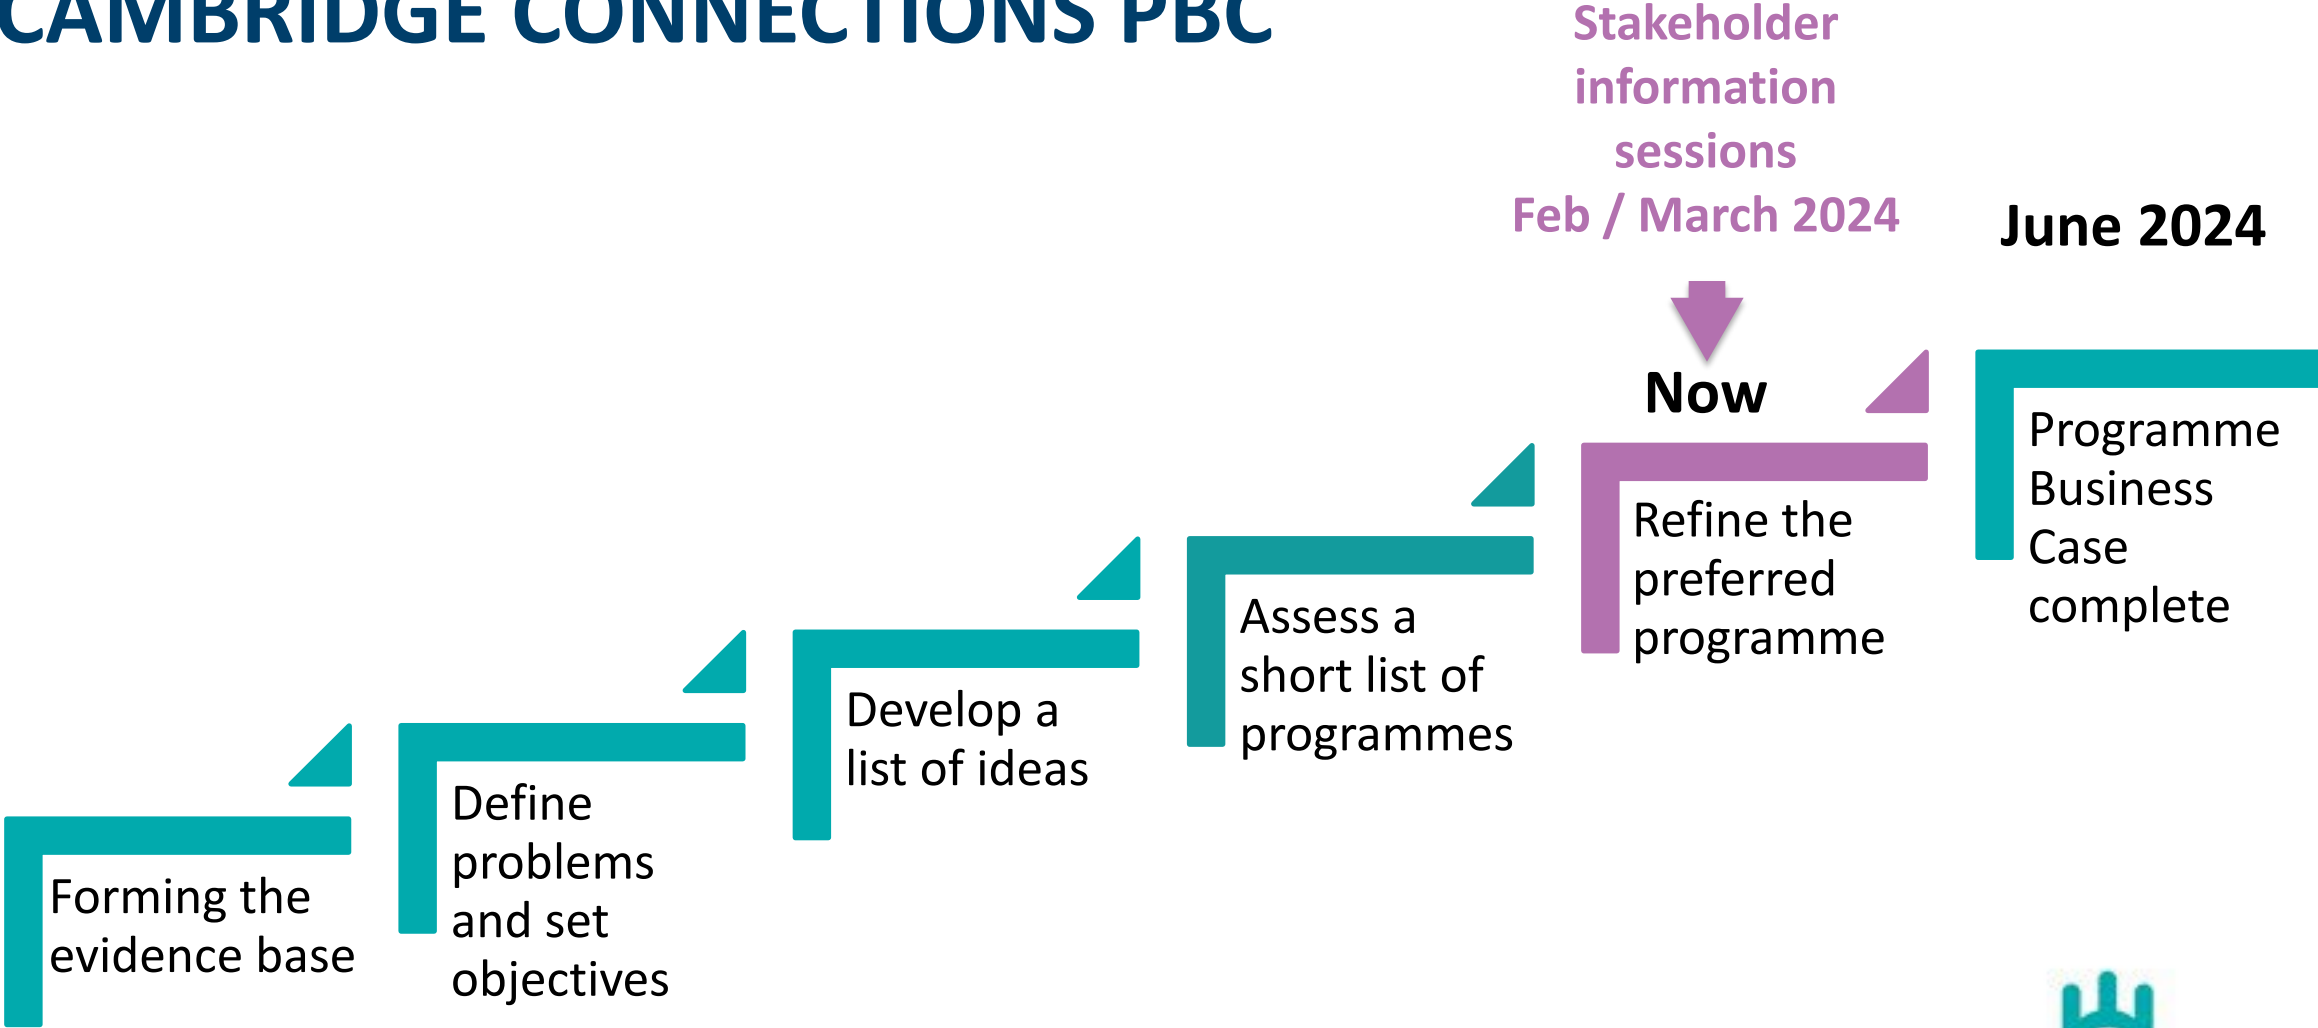 CAMBRIDGE CONNECTIONS PBC
Stakeholder
information
sessions
Feb / March 2024
June 2024
Now
Forming the
evidence base
Define
problems
and set
objectives
Develop a
list of ideas
Assess a
short list of
programmes
Refine the
preferred
programme
Programme
Business
Case
complete